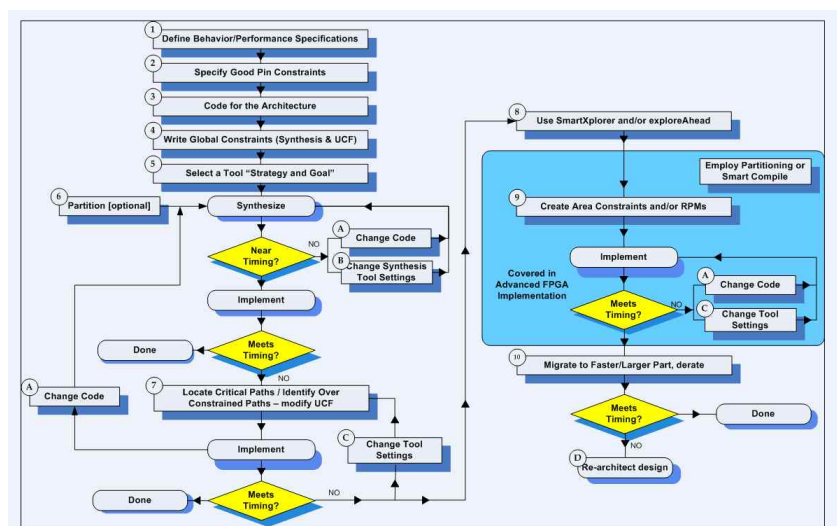 1
Define Behavior/Performance Specifications
2
Specify Good Pin Constraints
3
Code for the Architecture
4
Write Global Constraints (Synthesis & UCF)
5
Select a Tool “Strategy and Goal”
6
Partition [optional]
Synthesize
Near
Timing?
NO
A
Change Code
B
Change Synthesis
Tool Settings
Implement
Done
Meets
Timing?
NO
A
Change Code
7
Locate Critical Paths / Identify Over
Constrained Paths – modify UCF
Implement
C
Change Tool
Settings
Done
Meets
Timing?
NO
8
Use SmartXplorer and/or exploreAhead
Employ Partitioning or
Smart Compile
9
Create Area Constraints and/or RPMs
Implement
Covered in
Advanced FPGA
Implementation
Meets
Timing?
NO
A
Change Code
C
Change Tool
Settings
10
Migrate to Faster/Larger Part, derate
Meets
Timing?
Done
NO
D
Re-architect design